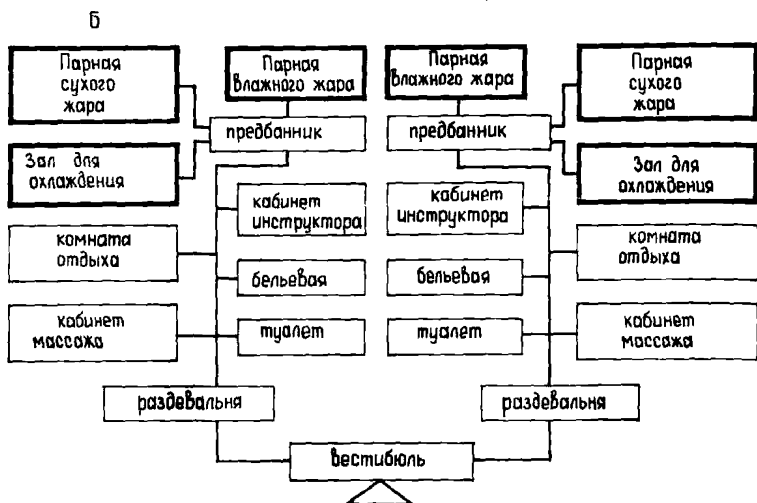 Б
Парная
сухого
жара
Парная
влажного жара
Парная
влажного жара
Парная
сухого
жара
предбанник
предбанник
Зал для
охлаждения
Зал для
охлаждения
кабинет
инструктора
кабинет
инструктора
комната
отдыха
бельевая
бельевая
комната
отдыха
кабинет
массажа
туалет
туалет
кабинет
массажа
раздевальня
раздевальня
вестибюль